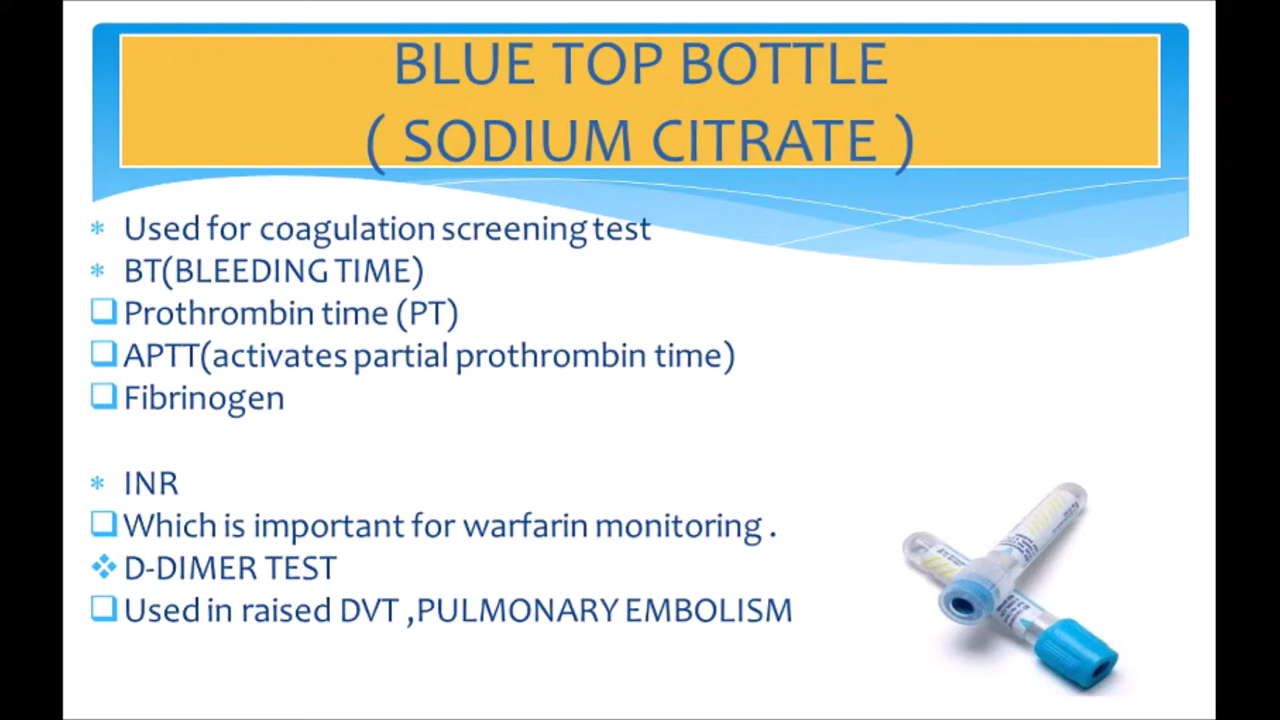 BLUE TOP BOTTLE
( SODIUM CITRATE )
Used for coagulation screening test
BT(BLEEDING TIME)
Prothrombin time (PT)
APTT(activates partial prothrombin time)
Fibrinogen
INR
Which is important for warfarin monitoring .
D-DIMER TEST
Used in raised DVT ,PULMONARY EMBOLISM